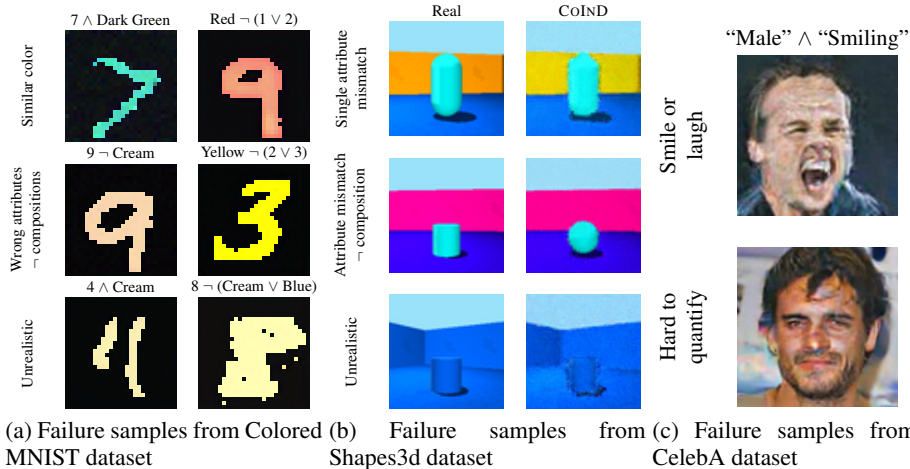 7 ∧ Dark Green
Red ¬ (1 ∨ 2)
Similar color
9 ¬ Cream
Yellow ¬ (2 ∨ 3)
Wrong attributes
¬ compositions
4 ∧ Cream
8 ¬ (Cream ∨ Blue)
Unrealistic
(a) Failure samples from Colored
MNIST dataset
Real
COIND
Single attribute
mismatch
Attribute mismatch
¬ composition
Unrealistic
(b) Failure samples from
Shapes3d dataset
“Male” ∧ “Smiling”
Smile or
laugh
Hard to
quantify
(c) Failure samples from
CelebA dataset